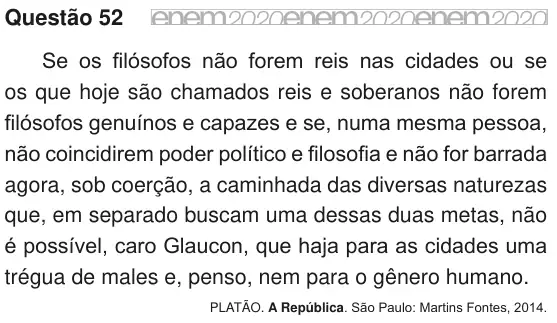 Questão 52 enem2020enem2020enem2020
Se os filósofos não forem reis nas cidades ou se
os que hoje são chamados reis e soberanos não forem
filósofos genuínos e capazes e se, numa mesma pessoa,
não coincidirem poder político e filosofia e não for barrada
agora, sob coerção, a caminhada das diversas naturezas
que, em separado buscam uma dessas duas metas, não
é possível, caro Glaucon, que haja para as cidades uma
trégua de males e, penso, nem para o gênero humano.
PLATÃO. A República. São Paulo: Martins Fontes, 2014.